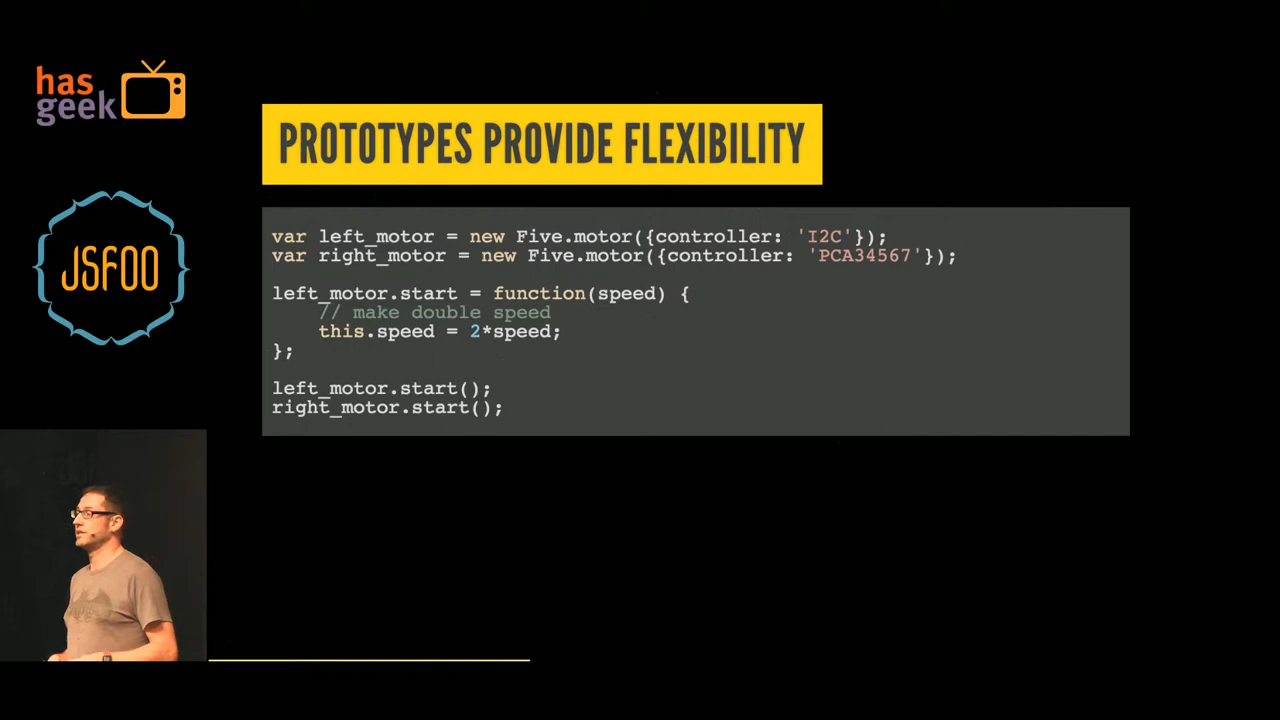 has
geek
JSFOO
PROTOTYPES PROVIDE FLEXIBILITY
var left_motor = new Five.motor({controller: 'I2C'});
var right_motor = new Five.motor({controller: 'PCA34567'});
left_motor.start = function(speed) {
// make double speed
this.speed = 2*speed;
};
left_motor.start();
right_motor.start();